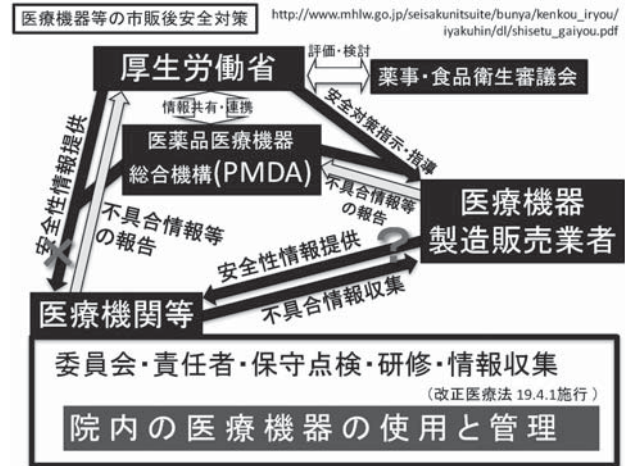 医療機器等の市販後安全対策
http://www.mhlw.go.jp/seisakunitsuite/bunya/kenkou_iryou/
iyakuhin/dl/shisetu_gaiyou.pdf
厚生労働省
評価・検討
薬事・食品衛生審議会
情報共有・連携
安全対策指示・指導
医薬品医療機器
総合機構(PMDA)
安全性情報提供
不具合情報等
の報告
不具合情報等
の報告
医療機器
製造販売業者
×
?
安全性情報提供
不具合情報収集
医療機関等
委員会・責任者・保守点検・研修・情報収集
(改正医療法 19.4.1施行)
院内の医療機器の使用と管理